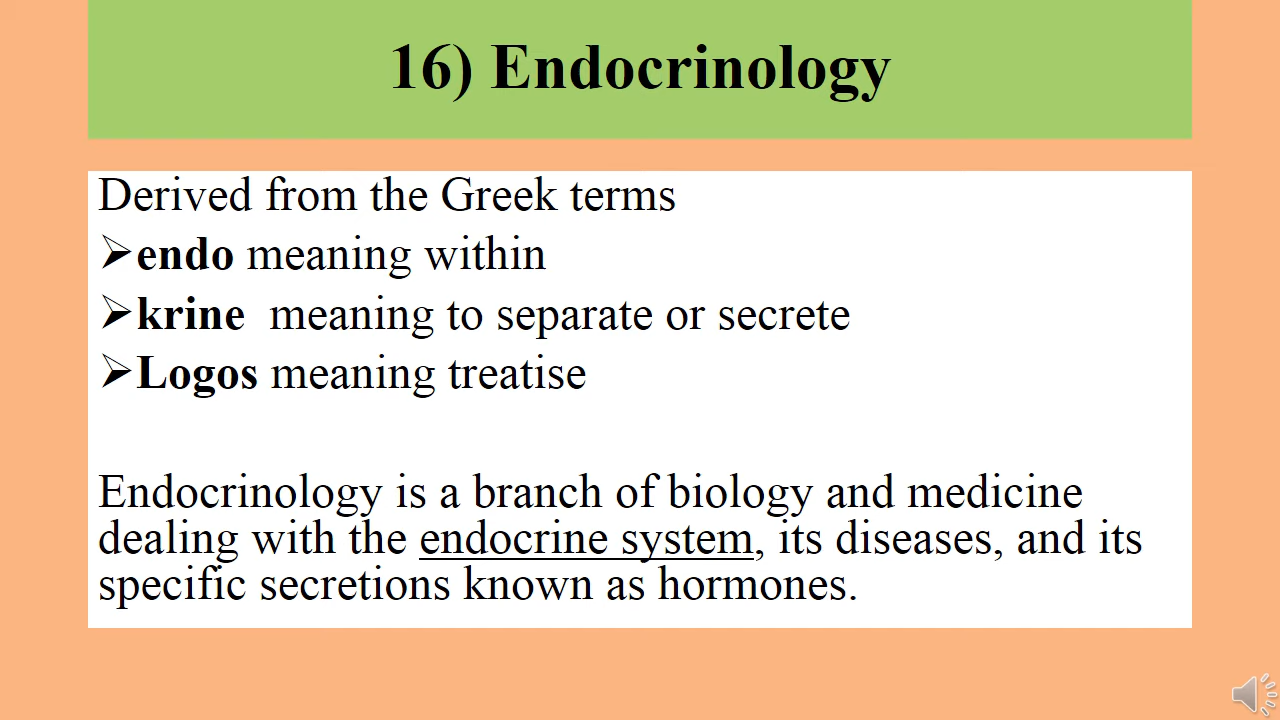 16) Endocrinology
Derived from the Greek terms
➢endo meaning within
➢krine  meaning to separate or secrete
➢Logos meaning treatise
Endocrinology is a branch of biology and medicine
dealing with the endocrine system, its diseases, and its
specific secretions known as hormones.